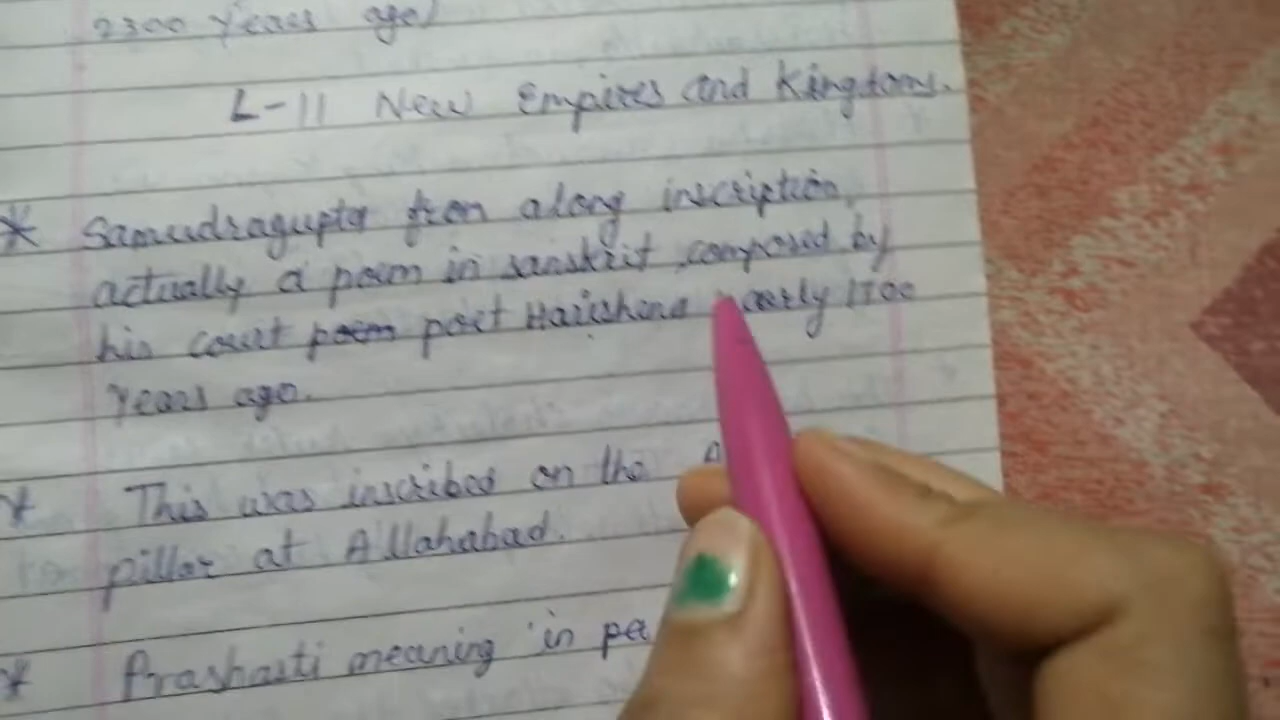 2300 Years ago)
L-11 New Empires and Kingdoms.
* Samudragupta from along inscription,
actually a poem in sanskrit, composed by
his court poem poet Harishena nearly 1700
Years ago.
* This was inscribed on the A
pillar at Allahabad.
* Prashasti meaning in